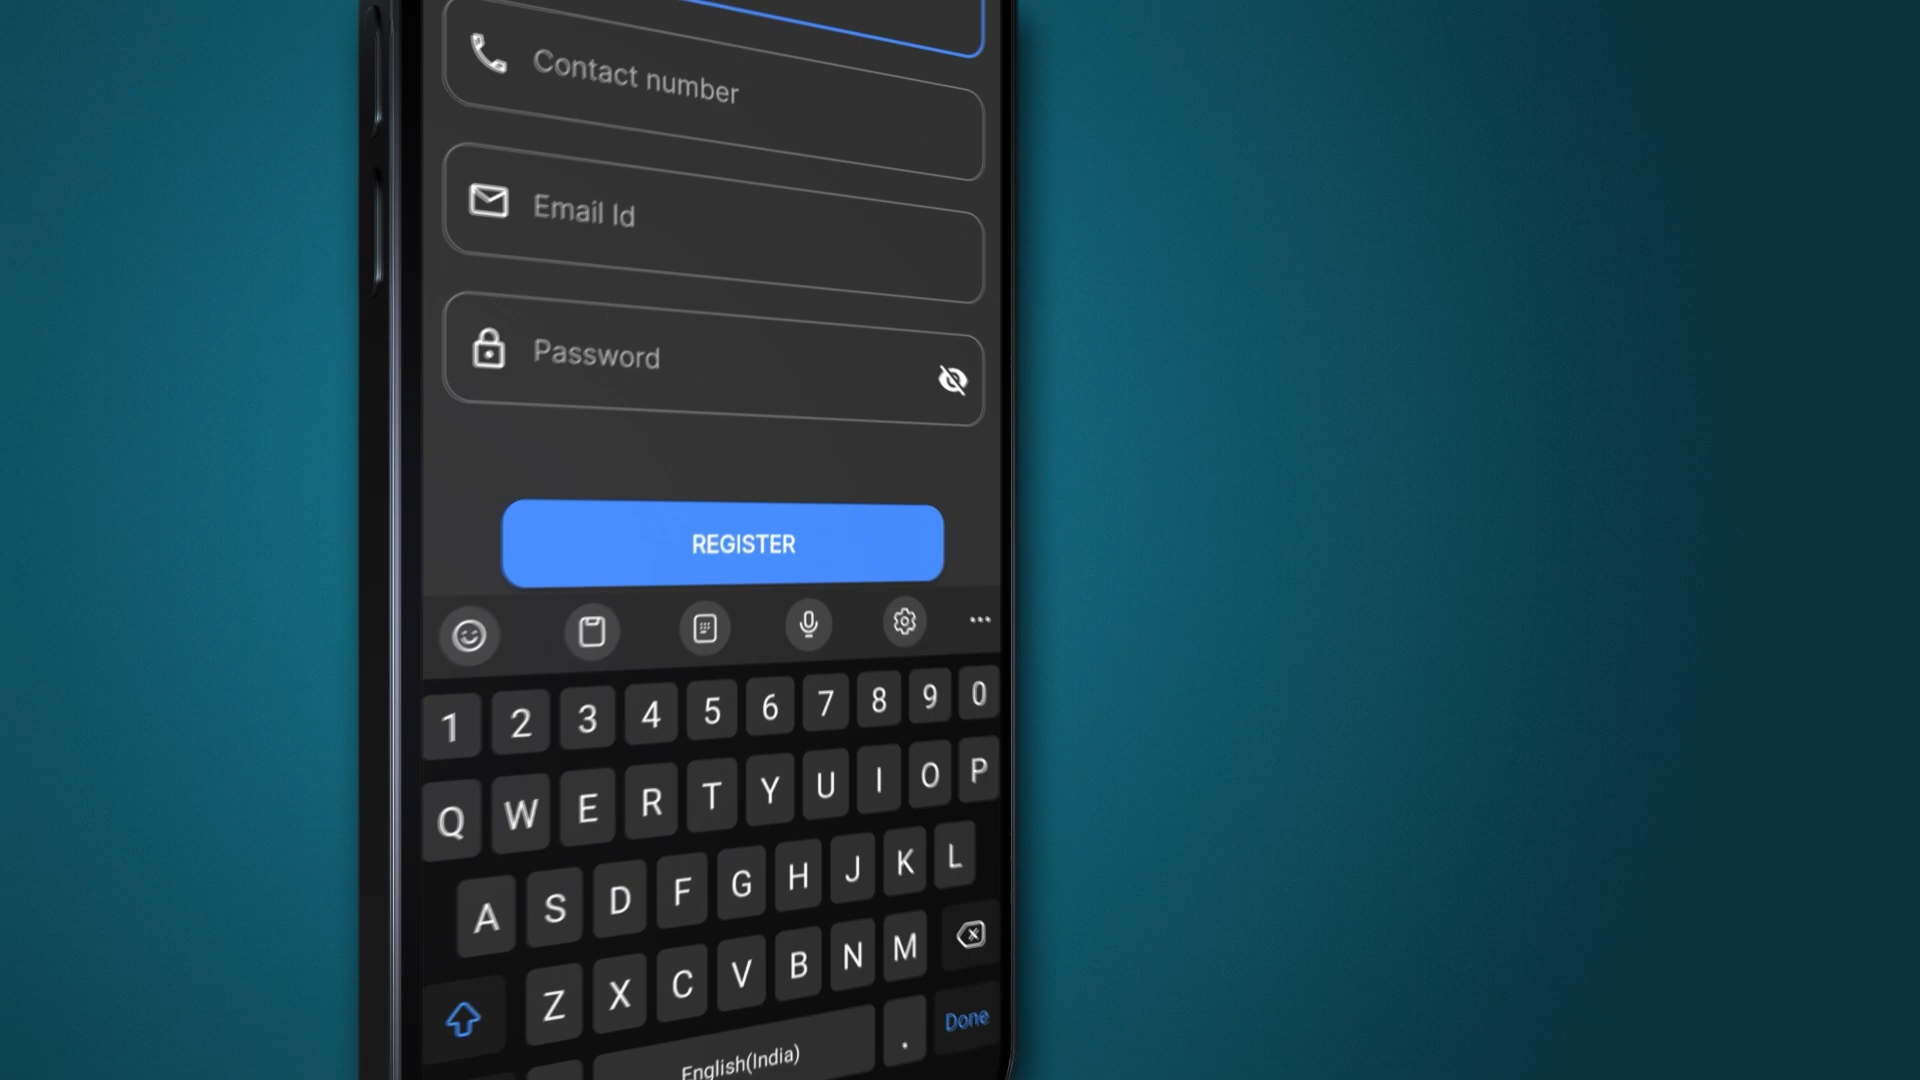 Contact number
Email Id
Password
REGISTER
1 2 3 4 5 6 7 8 9 0
Q W E R T Y U I O P
A S D F G H J K L
Z X C V B N M
English(India) . Done